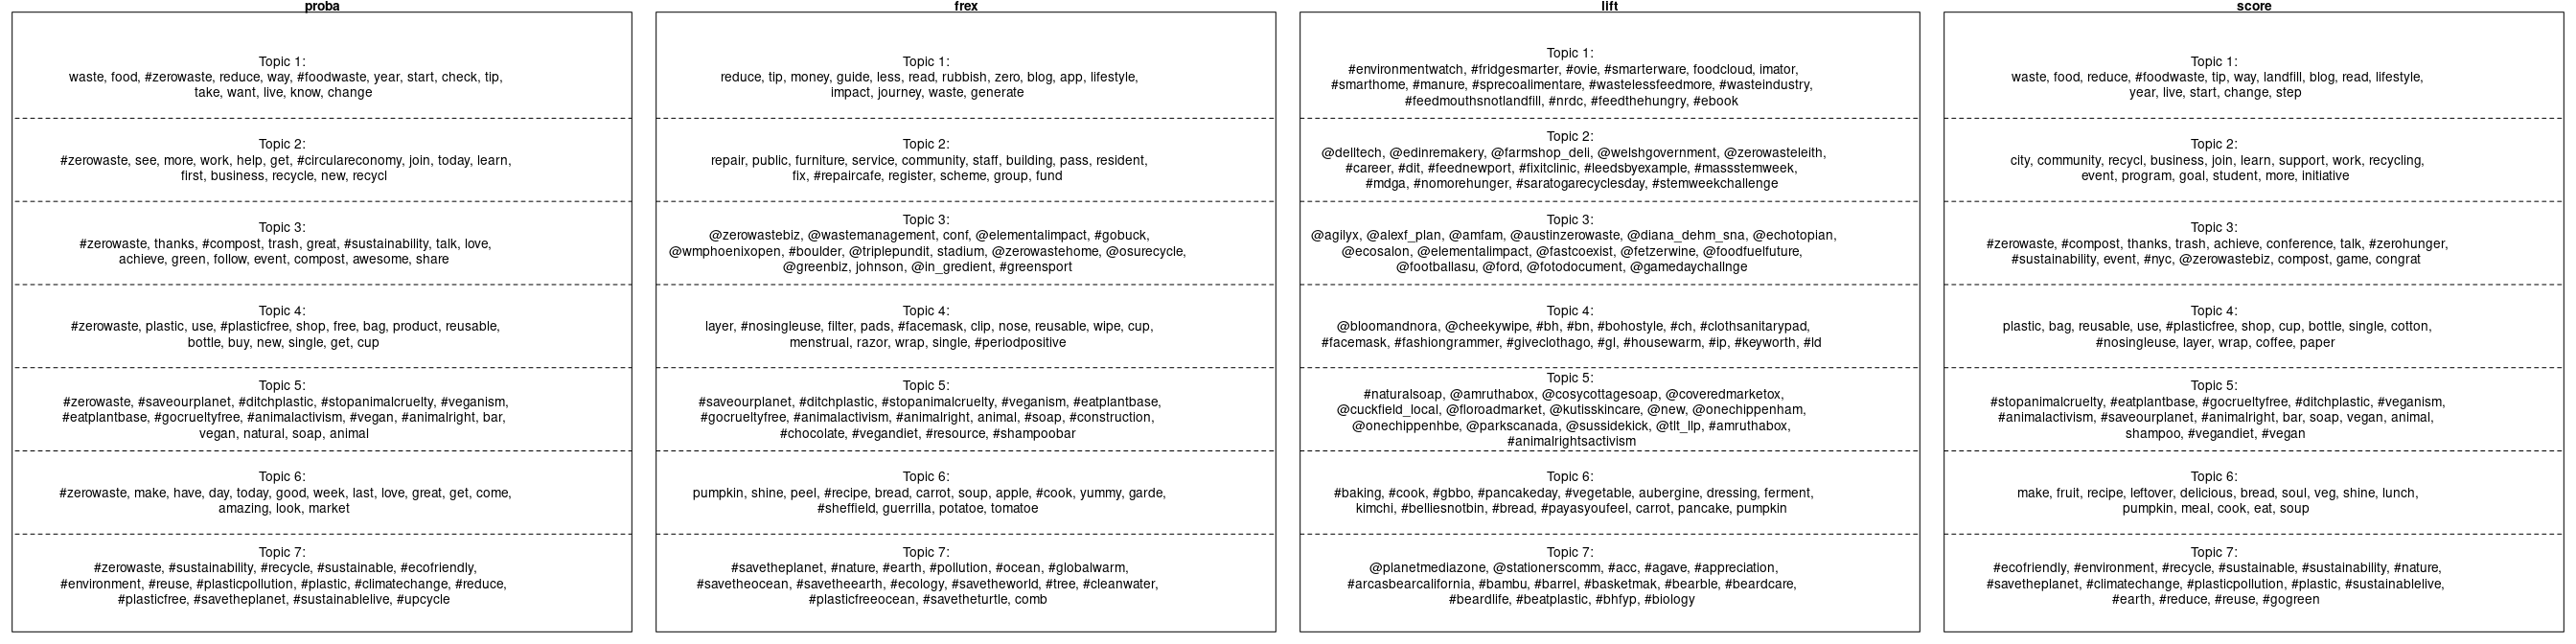 proba
Topic 1:
waste, food, #zerowaste, reduce, way, #foodwaste, year, start, check, tip,
take, want, live, know, change
Topic 2:
#zerowaste, see, more, work, help, get, #circulareconomy, join, today, learn,
first, business, recycle, new, recycl
Topic 3:
#zerowaste, thanks, #compost, trash, great, #sustainability, talk, love,
achieve, green, follow, event, compost, awesome, share
Topic 4:
#zerowaste, plastic, use, #plasticfree, shop, free, bag, product, reusable,
bottle, buy, new, single, get, cup
Topic 5:
#zerowaste, #saveourplanet, #ditchplastic, #stopanimalcruelty, #veganism,
#eatplantbase, #gocrueltyfree, #animalactivism, #vegan, #animalright, bar,
vegan, natural, soap, animal
Topic 6:
#zerowaste, make, have, day, today, good, week, last, love, great, get, come,
amazing, look, market
Topic 7:
#zerowaste, #sustainability, #recycle, #sustainable, #ecofriendly,
#environment, #reuse, #plasticpollution, #plastic, #climatechange, #reduce,
#plasticfree, #savetheplanet, #sustainablelive, #upcycle
frex
Topic 1:
reduce, tip, money, guide, less, read, rubbish, zero, blog, app, lifestyle,
impact, journey, waste, generate
Topic 2:
repair, public, furniture, service, community, staff, building, pass, resident,
fix, #repaircafe, register, scheme, group, fund
Topic 3:
@zerowastebiz, @wastemanagement, conf, @elementalimpact, #gobuck,
@wmphoenixopen, #boulder, @triplepundit, stadium, @zerowastehome, @osurecycle,
@greenbiz, johnson, @in_gredient, #greensport
Topic 4:
layer, #nosingleuse, filter, pads, #facemask, clip, nose, reusable, wipe, cup,
menstrual, razor, wrap, single, #periodpositive
Topic 5:
#saveourplanet, #ditchplastic, #stopanimalcruelty, #veganism, #eatplantbase,
#gocrueltyfree, #animalactivism, #animalright, animal, #soap, #construction,
#chocolate, #vegandiet, #resource, #shampoobar
Topic 6:
pumpkin, shine, peel, #recipe, bread, carrot, soup, apple, #cook, yummy, garde,
#sheffield, guerrilla, potatoe, tomatoe
Topic 7:
#savetheplanet, #nature, #earth, #pollution, #ocean, #globalwarm,
#savetheocean, #savetheearth, #ecology, #savetheworld, #tree, #cleanwater,
#plasticfreeocean, #savetheturtle, comb
lift
Topic 1:
#environmentwatch, #fridgesmarter, #ovie, #smarterware, foodcloud, imator,
#smarthome, #manure, #sprecoalimentare, #wastelessfeedmore, #wasteindustry,
#feedmouthsnotlandfill, #nrdc, #feedthehungry, #ebook
Topic 2:
@delltech, @edinremakery, @farmshop_deli, @welshgovernment, @zerowasteleith,
#career, #dit, #feednewport, #fixitclinic, #leedsbyexample, #massstemweek,
#mdga, #nomorehunger, #saratogarecyclesday, #stemweekchallenge
Topic 3:
@agilyx, @alexf_plan, @amfam, @austinzerowaste, @diana_dehm_sna, @echotopian,
@ecosalon, @elementalimpact, @fastcoexist, @fetzerwine, @foodfuelfuture,
@footballasu, @ford, @fotodocument, @gamedaychallnge
Topic 4:
@bloomandnora, @cheekywipe, #bh, #bn, #bohostyle, #ch, #clothsanitarypad,
#facemask, #fashiongrammer, #giveclothago, #gl, #housewarm, #ip, #keyworth, #ld
Topic 5:
#naturalsoap, @amruthabox, @cosycottagesoap, @coveredmarketox,
@cuckfield_local, @floroadmarket, @kutisskincare, @new, @onechippenham,
@onechippenhbe, @parkscanada, @sussidekick, @tlt_llp, #amruthabox,
#animalrightsactivism
Topic 6:
#baking, #cook, #gbbo, #pancakeday, #vegetable, aubergine, dressing, ferment,
kimchi, #belliesnotbin, #bread, #payasyoufeel, carrot, pancake, pumpkin
Topic 7:
@planetmediazone, @stationerscomm, #acc, #agave, #appreciation,
#arcasbearcalifornia, #bambu, #barrel, #basketmak, #bearble, #beardcare,
#beardlife, #beatplastic, #bhfyp, #biology
score
Topic 1:
waste, food, reduce, #foodwaste, tip, way, landfill, blog, read, lifestyle,
year, live, start, change, step
Topic 2:
city, community, recycl, business, join, learn, support, work, recycling,
event, program, goal, student, more, initiative
Topic 3:
#zerowaste, #compost, thanks, trash, achieve, conference, talk, #zerohunger,
#sustainability, event, #nyc, @zerowastebiz, compost, game, congrat
Topic 4:
plastic, bag, reusable, use, #plasticfree, shop, cup, bottle, single, cotton,
#nosingleuse, layer, wrap, coffee, paper
Topic 5:
#stopanimalcruelty, #eatplantbase, #gocrueltyfree, #ditchplastic, #veganism,
#animalactivism, #saveourplanet, #animalright, bar, soap, vegan, animal,
shampoo, #vegandiet, #vegan
Topic 6:
make, fruit, recipe, leftover, delicious, bread, soul, veg, shine, lunch,
pumpkin, meal, cook, eat, soup
Topic 7:
#ecofriendly, #environment, #recycle, #sustainable, #sustainability, #nature,
#savetheplanet, #climatechange, #plasticpollution, #plastic, #sustainablelive,
#earth, #reduce, #reuse, #gogreen